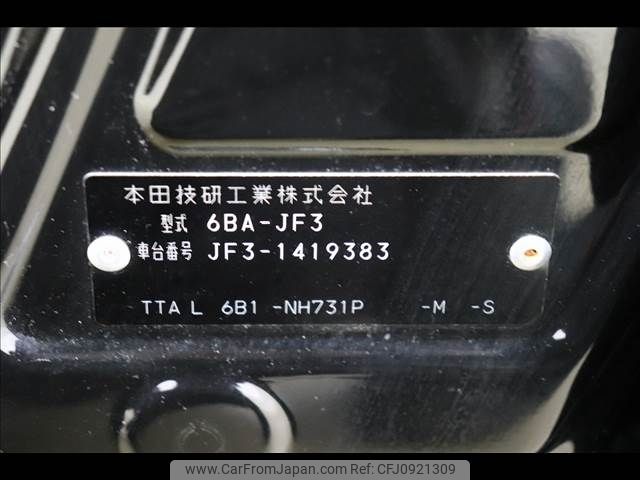 本田技研工業株式会社
型式 6BA-JF3
車台番号 JF3-1419383
TTA L 6B1 -NH731P -M -S
www.CarFromJapan.com - CFJ0921309